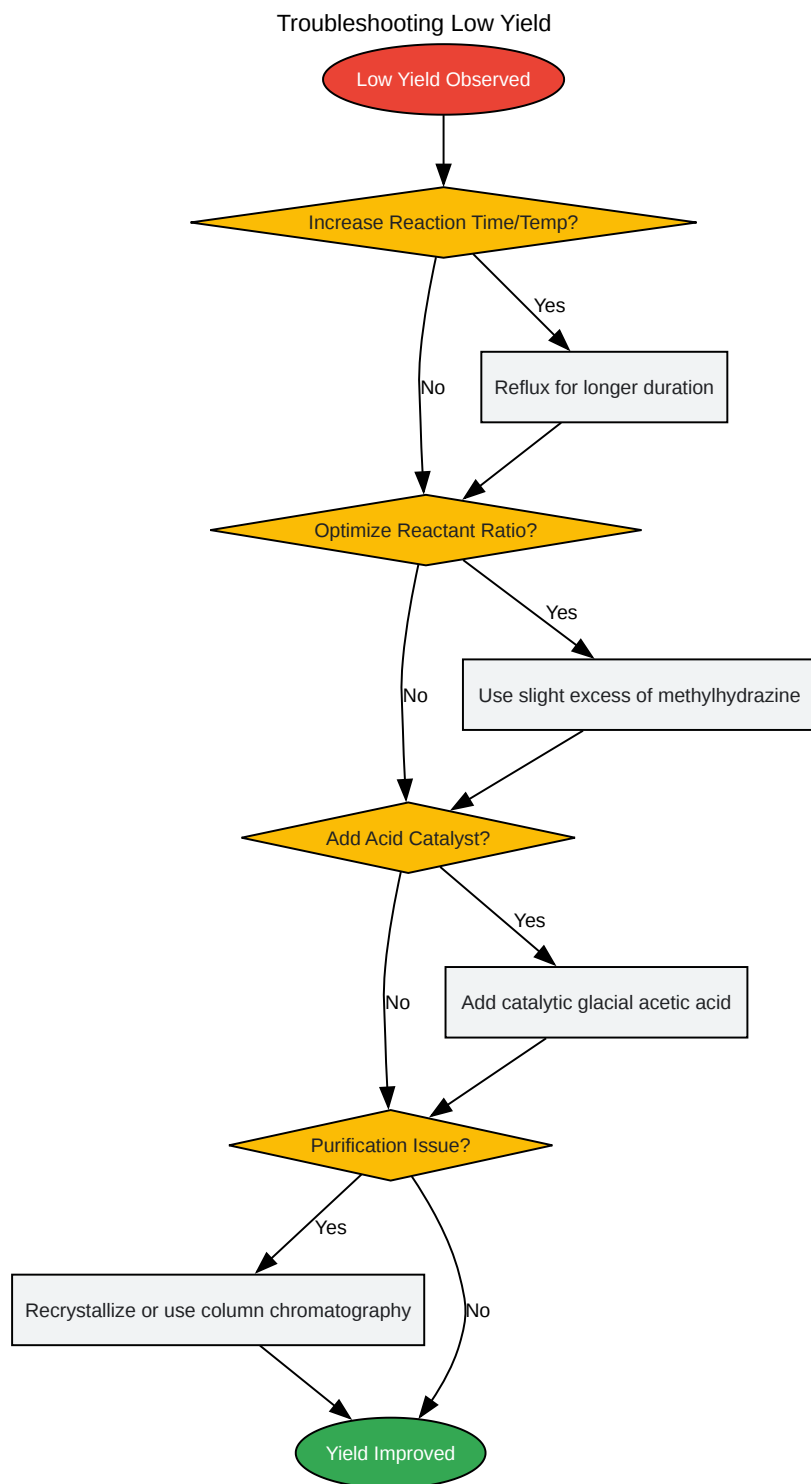 Troubleshooting Low Yield
Low Yield Observed
Increase Reaction Time/Temp?
Yes
Reflux for longer duration
No
Optimize Reactant Ratio?
Yes
Use slight excess of methylhydrazine
No
Add Acid Catalyst?
Yes
Add catalytic glacial acetic acid
No
Purification Issue?
Yes
Recrystallize or use column chromatography
No
Yield Improved